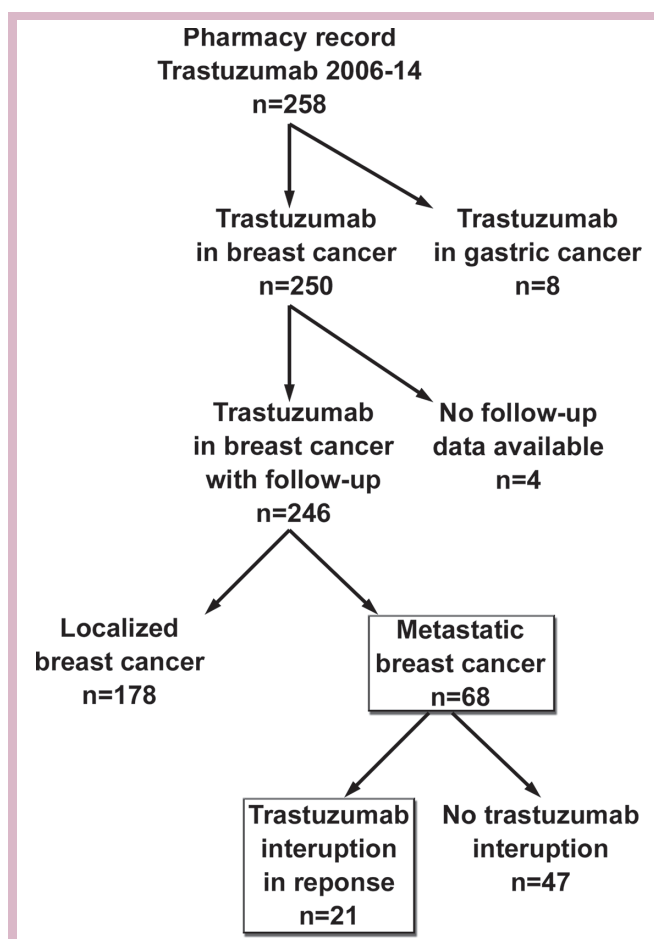 Pharmacy record
Trastuzumab 2006-14
n=258
Trastuzumab
in breast cancer
n=250
Trastuzumab
in gastric cancer
n=8
Trastuzumab
in breast cancer
with follow-up
n=246
No follow-up
data available
n=4
Localized
breast cancer
n=178
Metastatic
breast cancer
n=68
Trastuzumab
interuption
in reponse
n=21
No trastuzumab
interuption
n=47